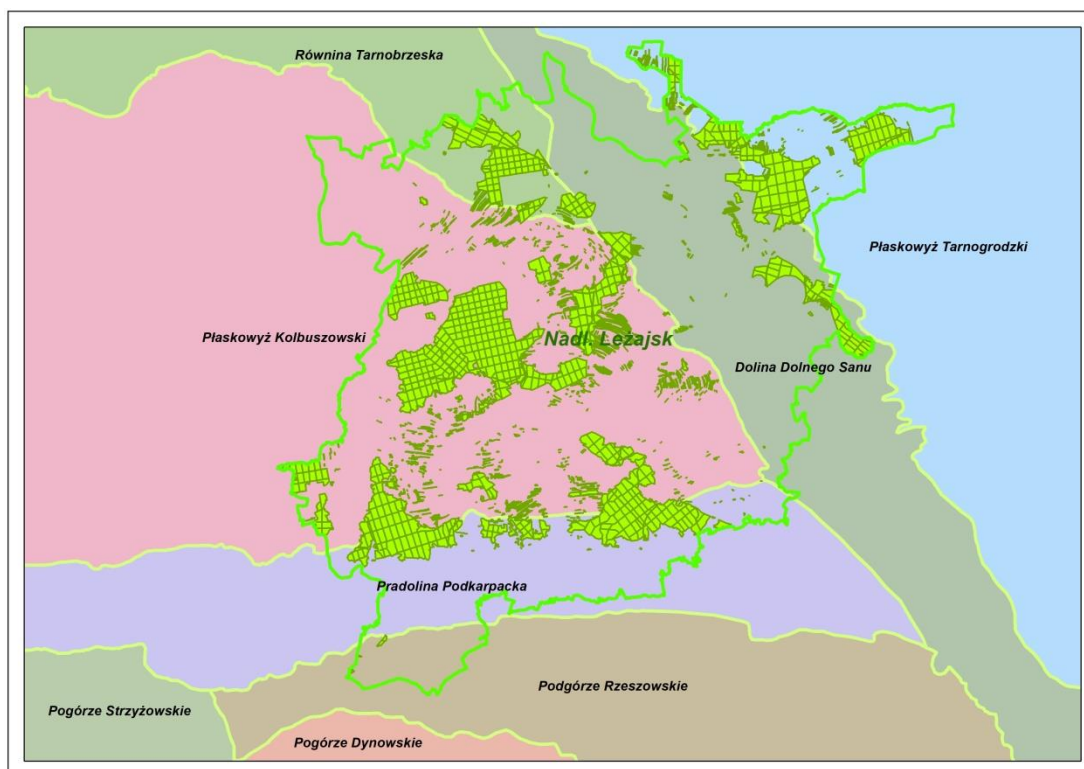 Równina Tarnobrzeska
Płaskowyż Tarnogrodzki
Płaskowyż Kolbuszowski
Nadl. Leżajsk
Dolina Dolnego Sanu
Pradolina Podkarpacka
Podgórze Rzeszowskie
Pogórze Strzyżowskie
Pogórze Dynowskie